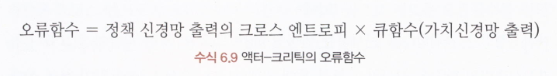 오류함수 = 정책 신경망 출력의 크로스 엔트로피 × 큐함수(가치신경망 출력)
수식 6.9 액터-크리틱의 오류함수